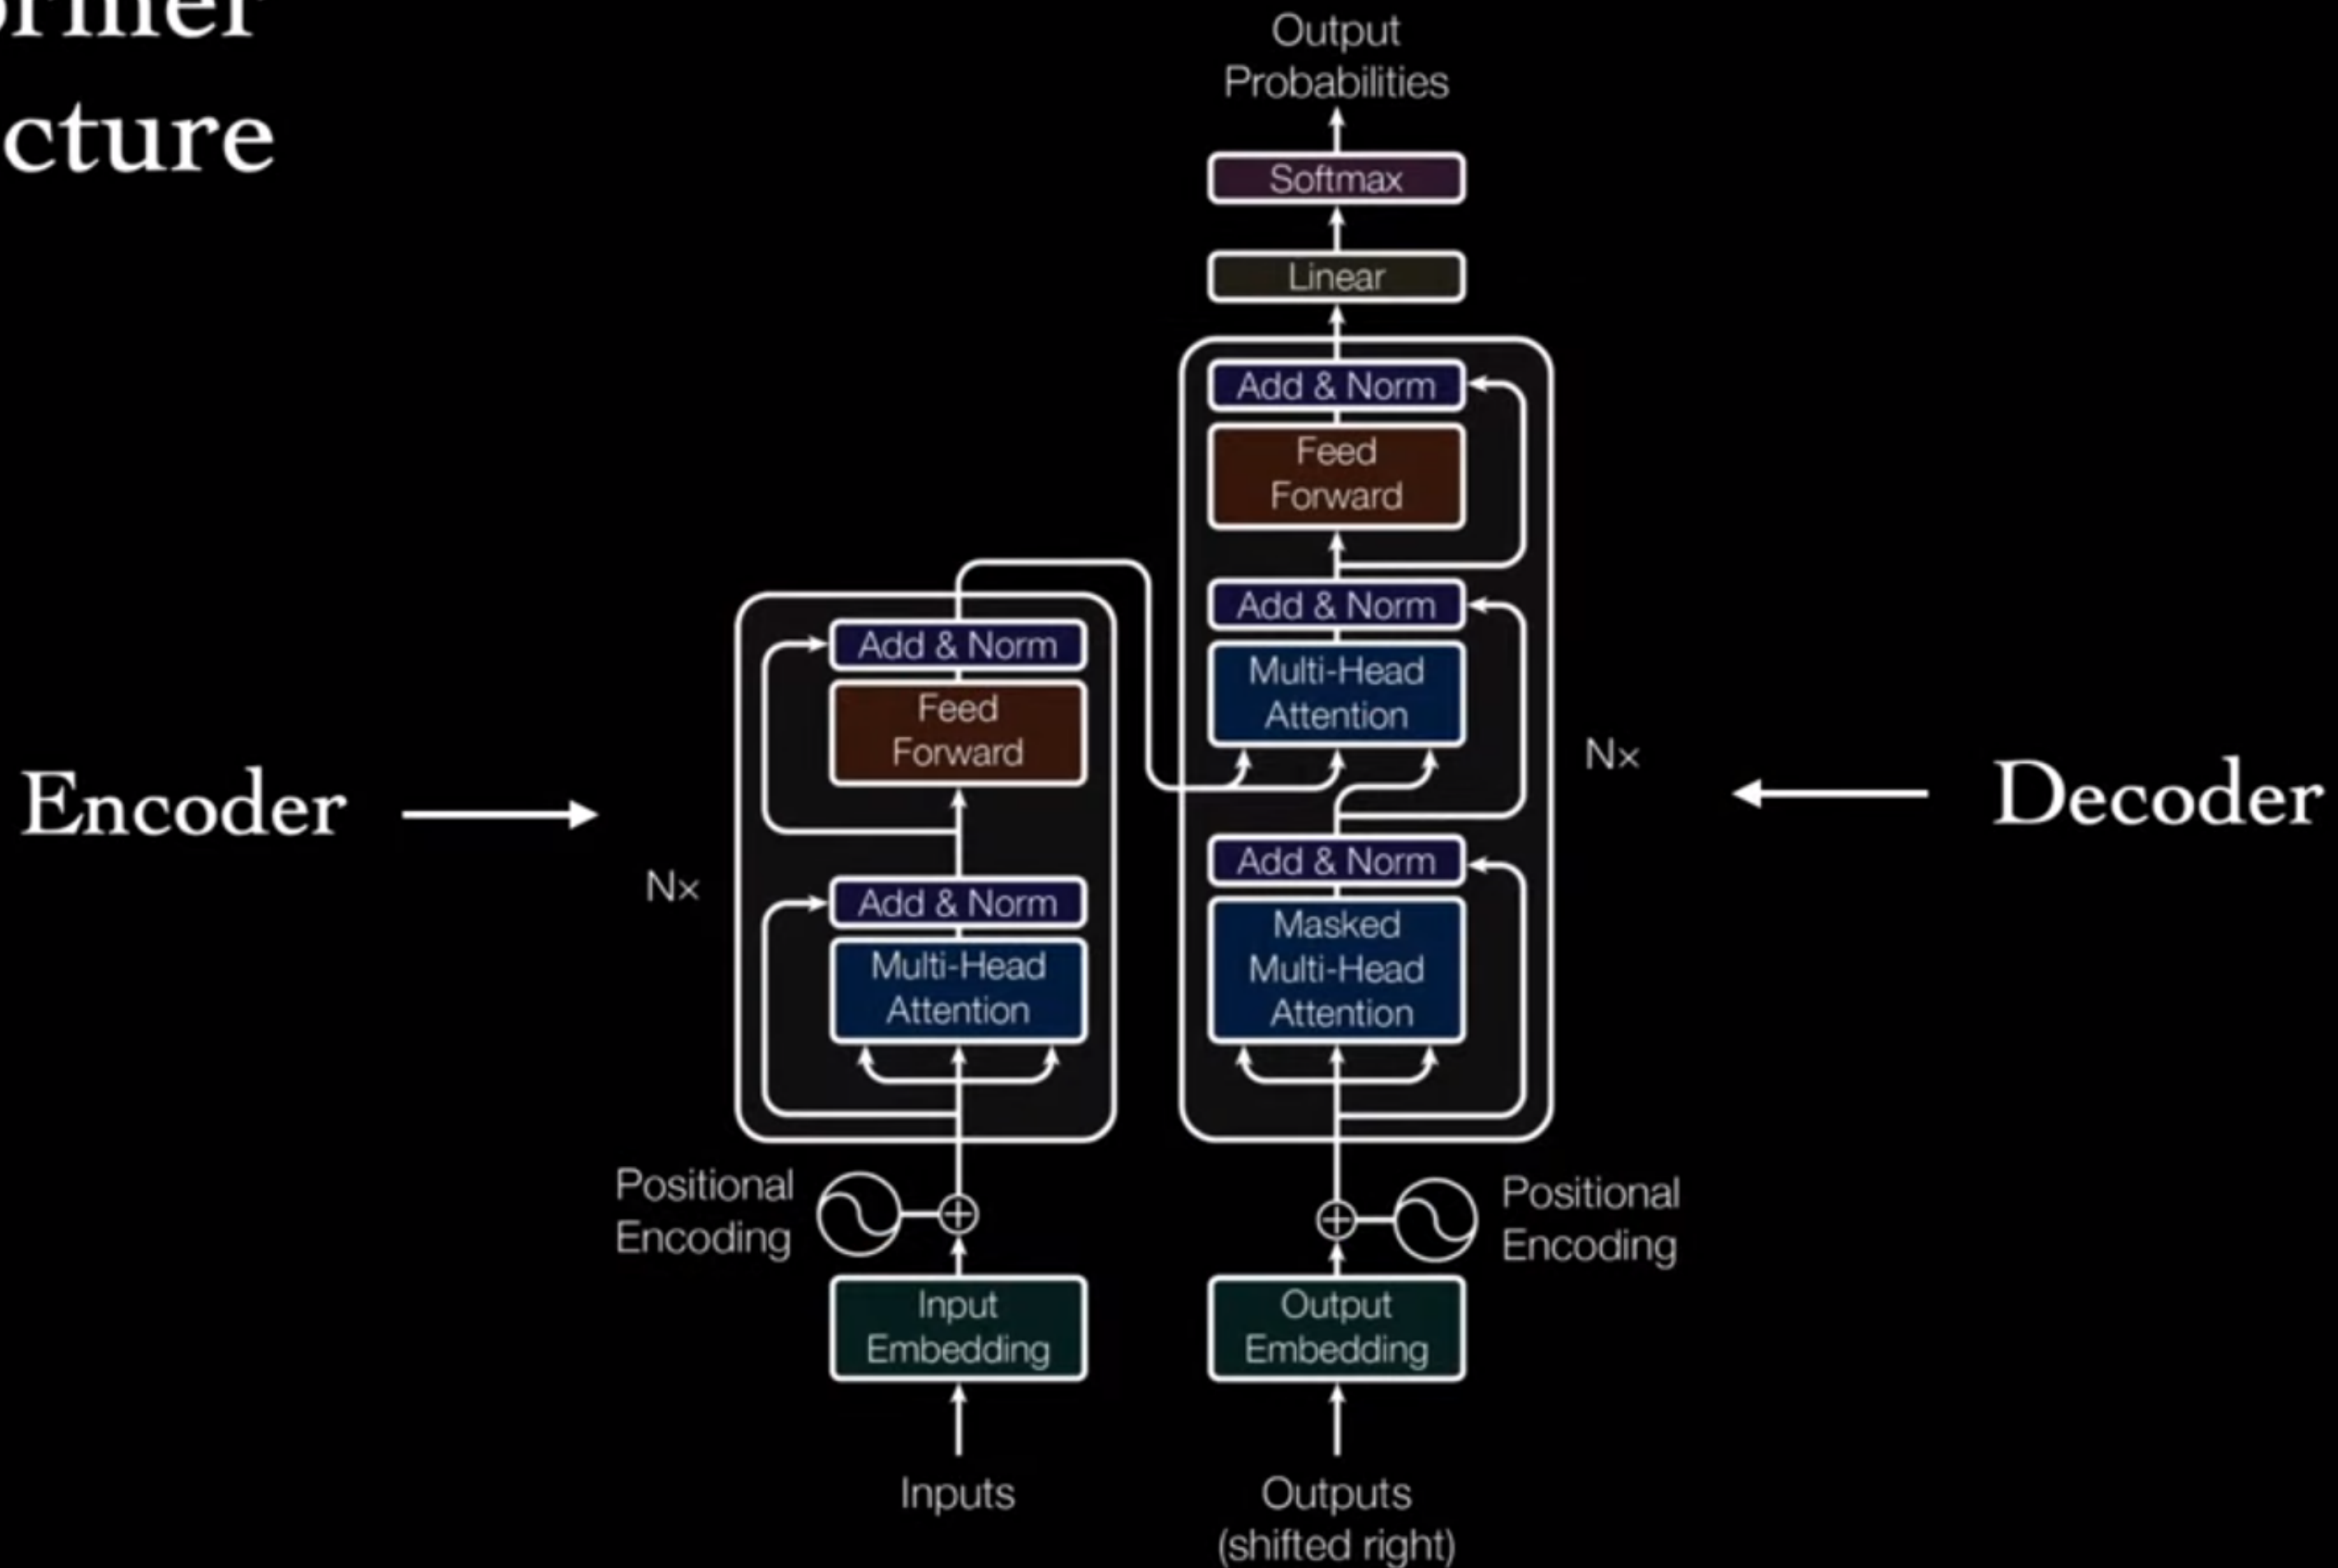 ormer
cture
Output
Probabilities
Softmax
Linear
Add & Norm
Feed
Forward
Add & Norm
Multi-Head
Attention
Add & Norm
Masked
Multi-Head
Attention
Nx
Decoder
Positional
Encoding
Output
Embedding
Outputs
(shifted right)
Encoder
Nx
Add & Norm
Feed
Forward
Add & Norm
Multi-Head
Attention
Positional
Encoding
Input
Embedding
Inputs